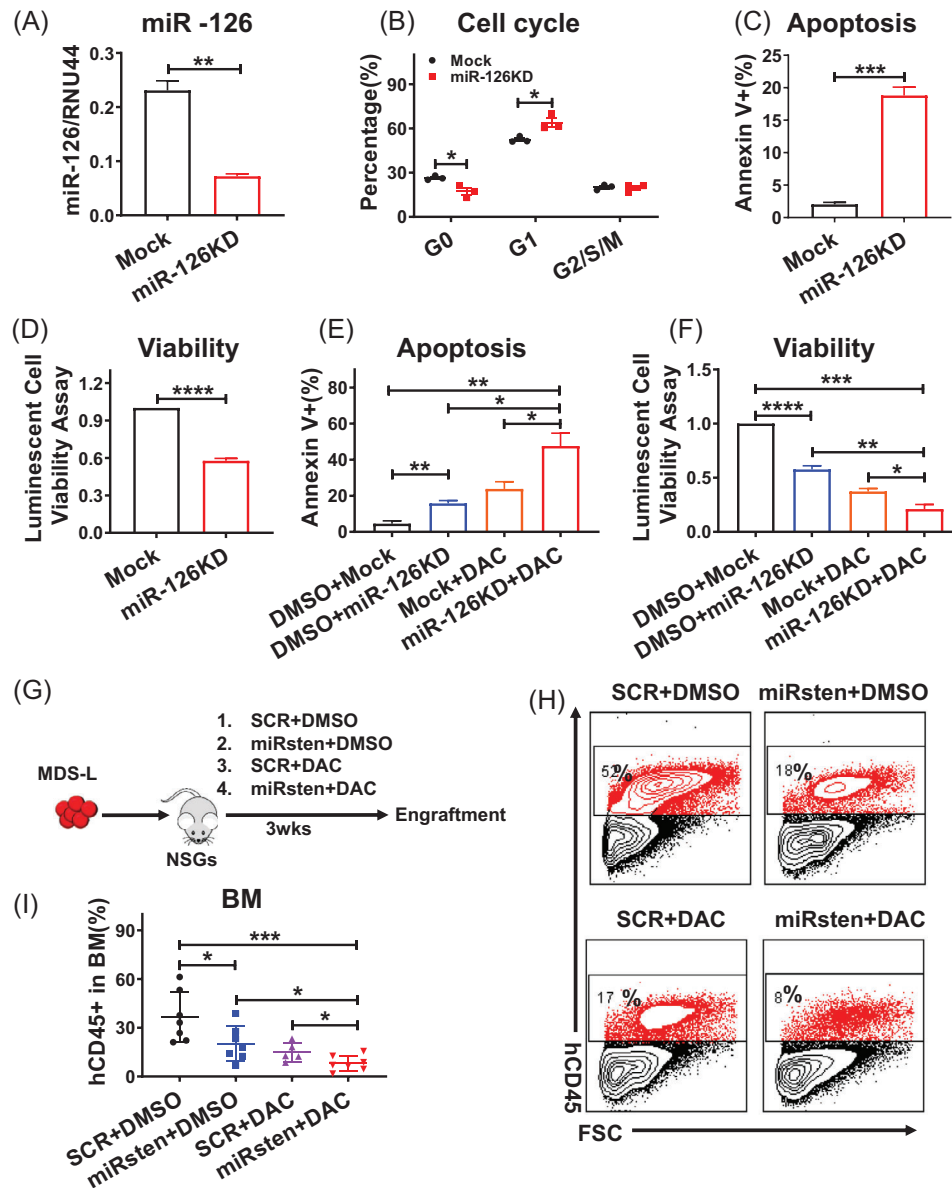 (A)
miR -126
miR-126/RNU44
0.3
0.2
0.1
0.0
**
Mock
miR-126KD
(B)
Cell cycle
Percentage(%)
90
60
30
0
Mock
miR-126KD
*
*
G0
G1
G2/S/M
(C)
Apoptosis
Annexin V+(%)
25
20
15
10
5
0
***
Mock
miR-126KD
(D)
Viability
Luminescent Cell
Viability Assay
1.2
0.9
0.6
0.3
0.0
****
Mock
miR-126KD
(E)
Apoptosis
Annexin V+(%)
80
60
40
20
0
**
*
*
**
DMSO+Mock
DMSO+miR-126KD
Mock+DAC
miR-126KD+DAC
(F)
Viability
Luminescent Cell
Viability Assay
1.5
1.0
0.5
0.0
***
****
**
*
DMSO+Mock
DMSO+miR-126KD
Mock+DAC
miR-126KD+DAC
(G)
1. SCR+DMSO
2. miRsten+DMSO
3. SCR+DAC
4. miRsten+DAC
MDS-L
NSGs
3wks
Engraftment
(H)
SCR+DMSO
miRsten+DMSO
52%
18%
SCR+DAC
miRsten+DAC
17 %
8%
hCD45
FSC
(I)
BM
hCD45+ in BM(%)
90
60
30
0
***
*
*
*
SCR+DMSO
miRsten+DMSO
SCR+DAC
miRsten+DAC